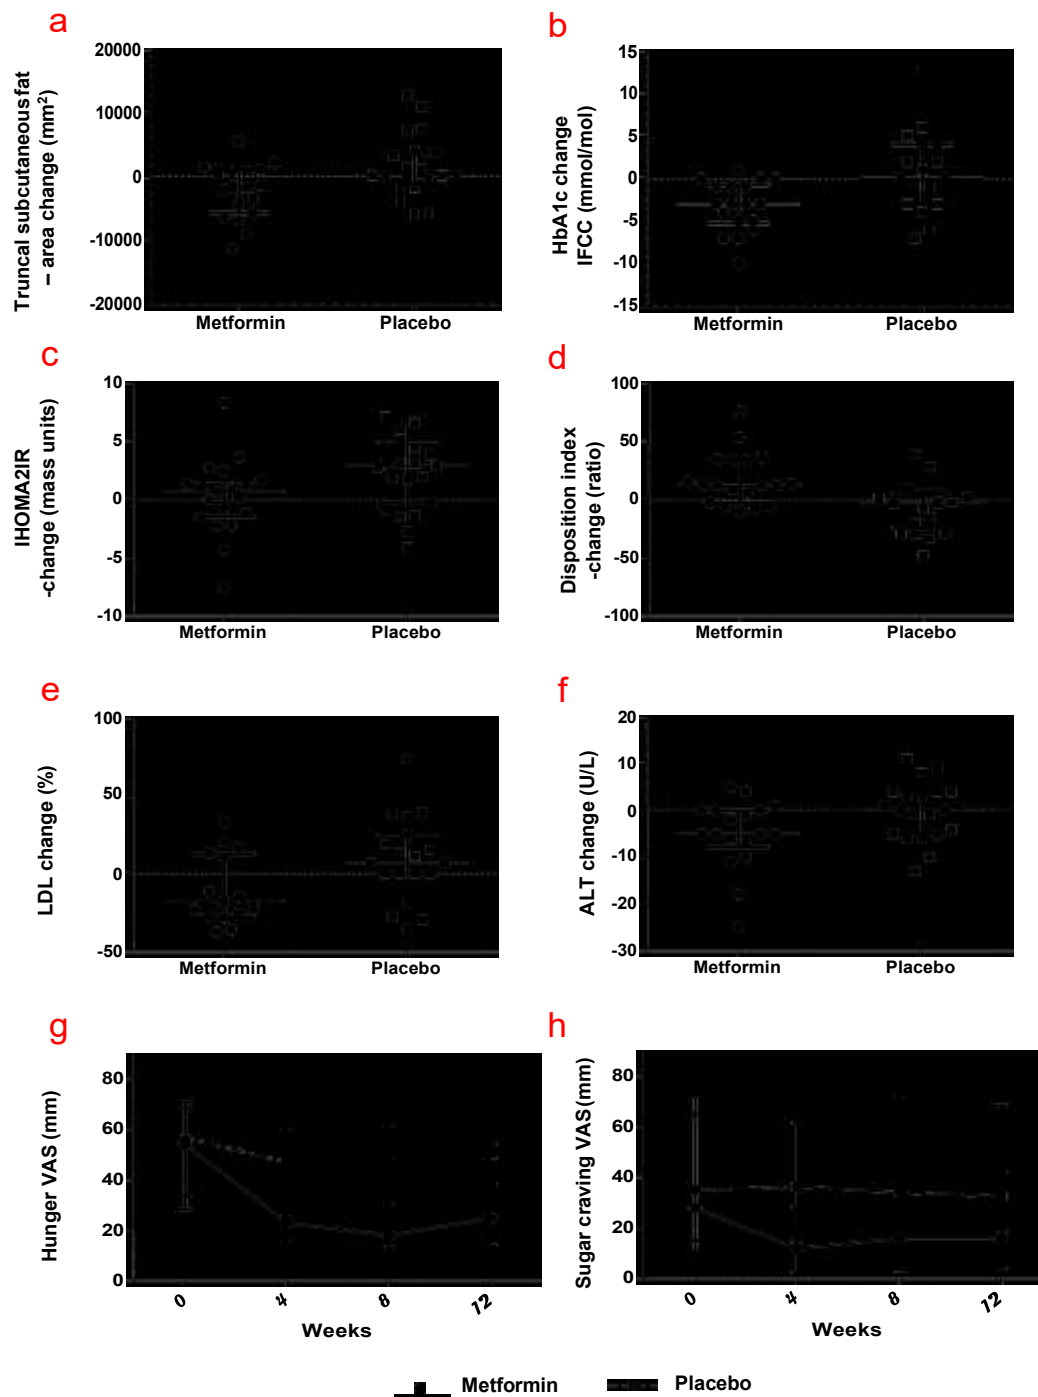 a
Truncal subcutaneous fat
– area change (mm²)
20000
10000
0
-10000
-20000
Metformin Placebo
b
HbA1c change
IFCC (mmol/mol)
15
10
5
0
-5
-10
-15
Metformin Placebo
c
IHOMA2IR
-change (mass units)
10
5
0
-5
-10
Metformin Placebo
d
Disposition index
-change (ratio)
100
50
0
-50
-100
Metformin Placebo
e
LDL change (%)
100
50
0
-50
Metformin Placebo
f
ALT change (U/L)
20
10
0
-10
-20
-30
Metformin Placebo
g
Hunger VAS (mm)
80
60
40
20
0
0 4 8 12
Weeks
h
Sugar craving VAS (mm)
80
60
40
20
0
0 4 8 12
Weeks
Metformin Placebo